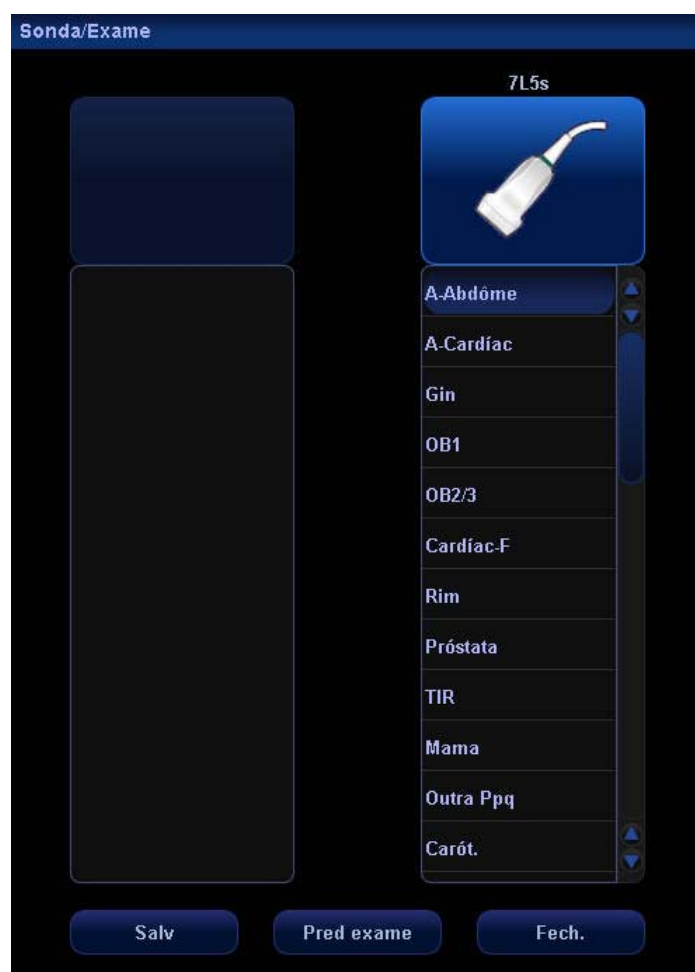 Sonda/Exame
7L5s
A-Abdôme
A-Cardíac
Gin
OB1
OB2/3
Cardíac-F
Rim
Próstata
TIR
Mama
Outra Ppq
Carót.
Salv
Pred exame
Fech.